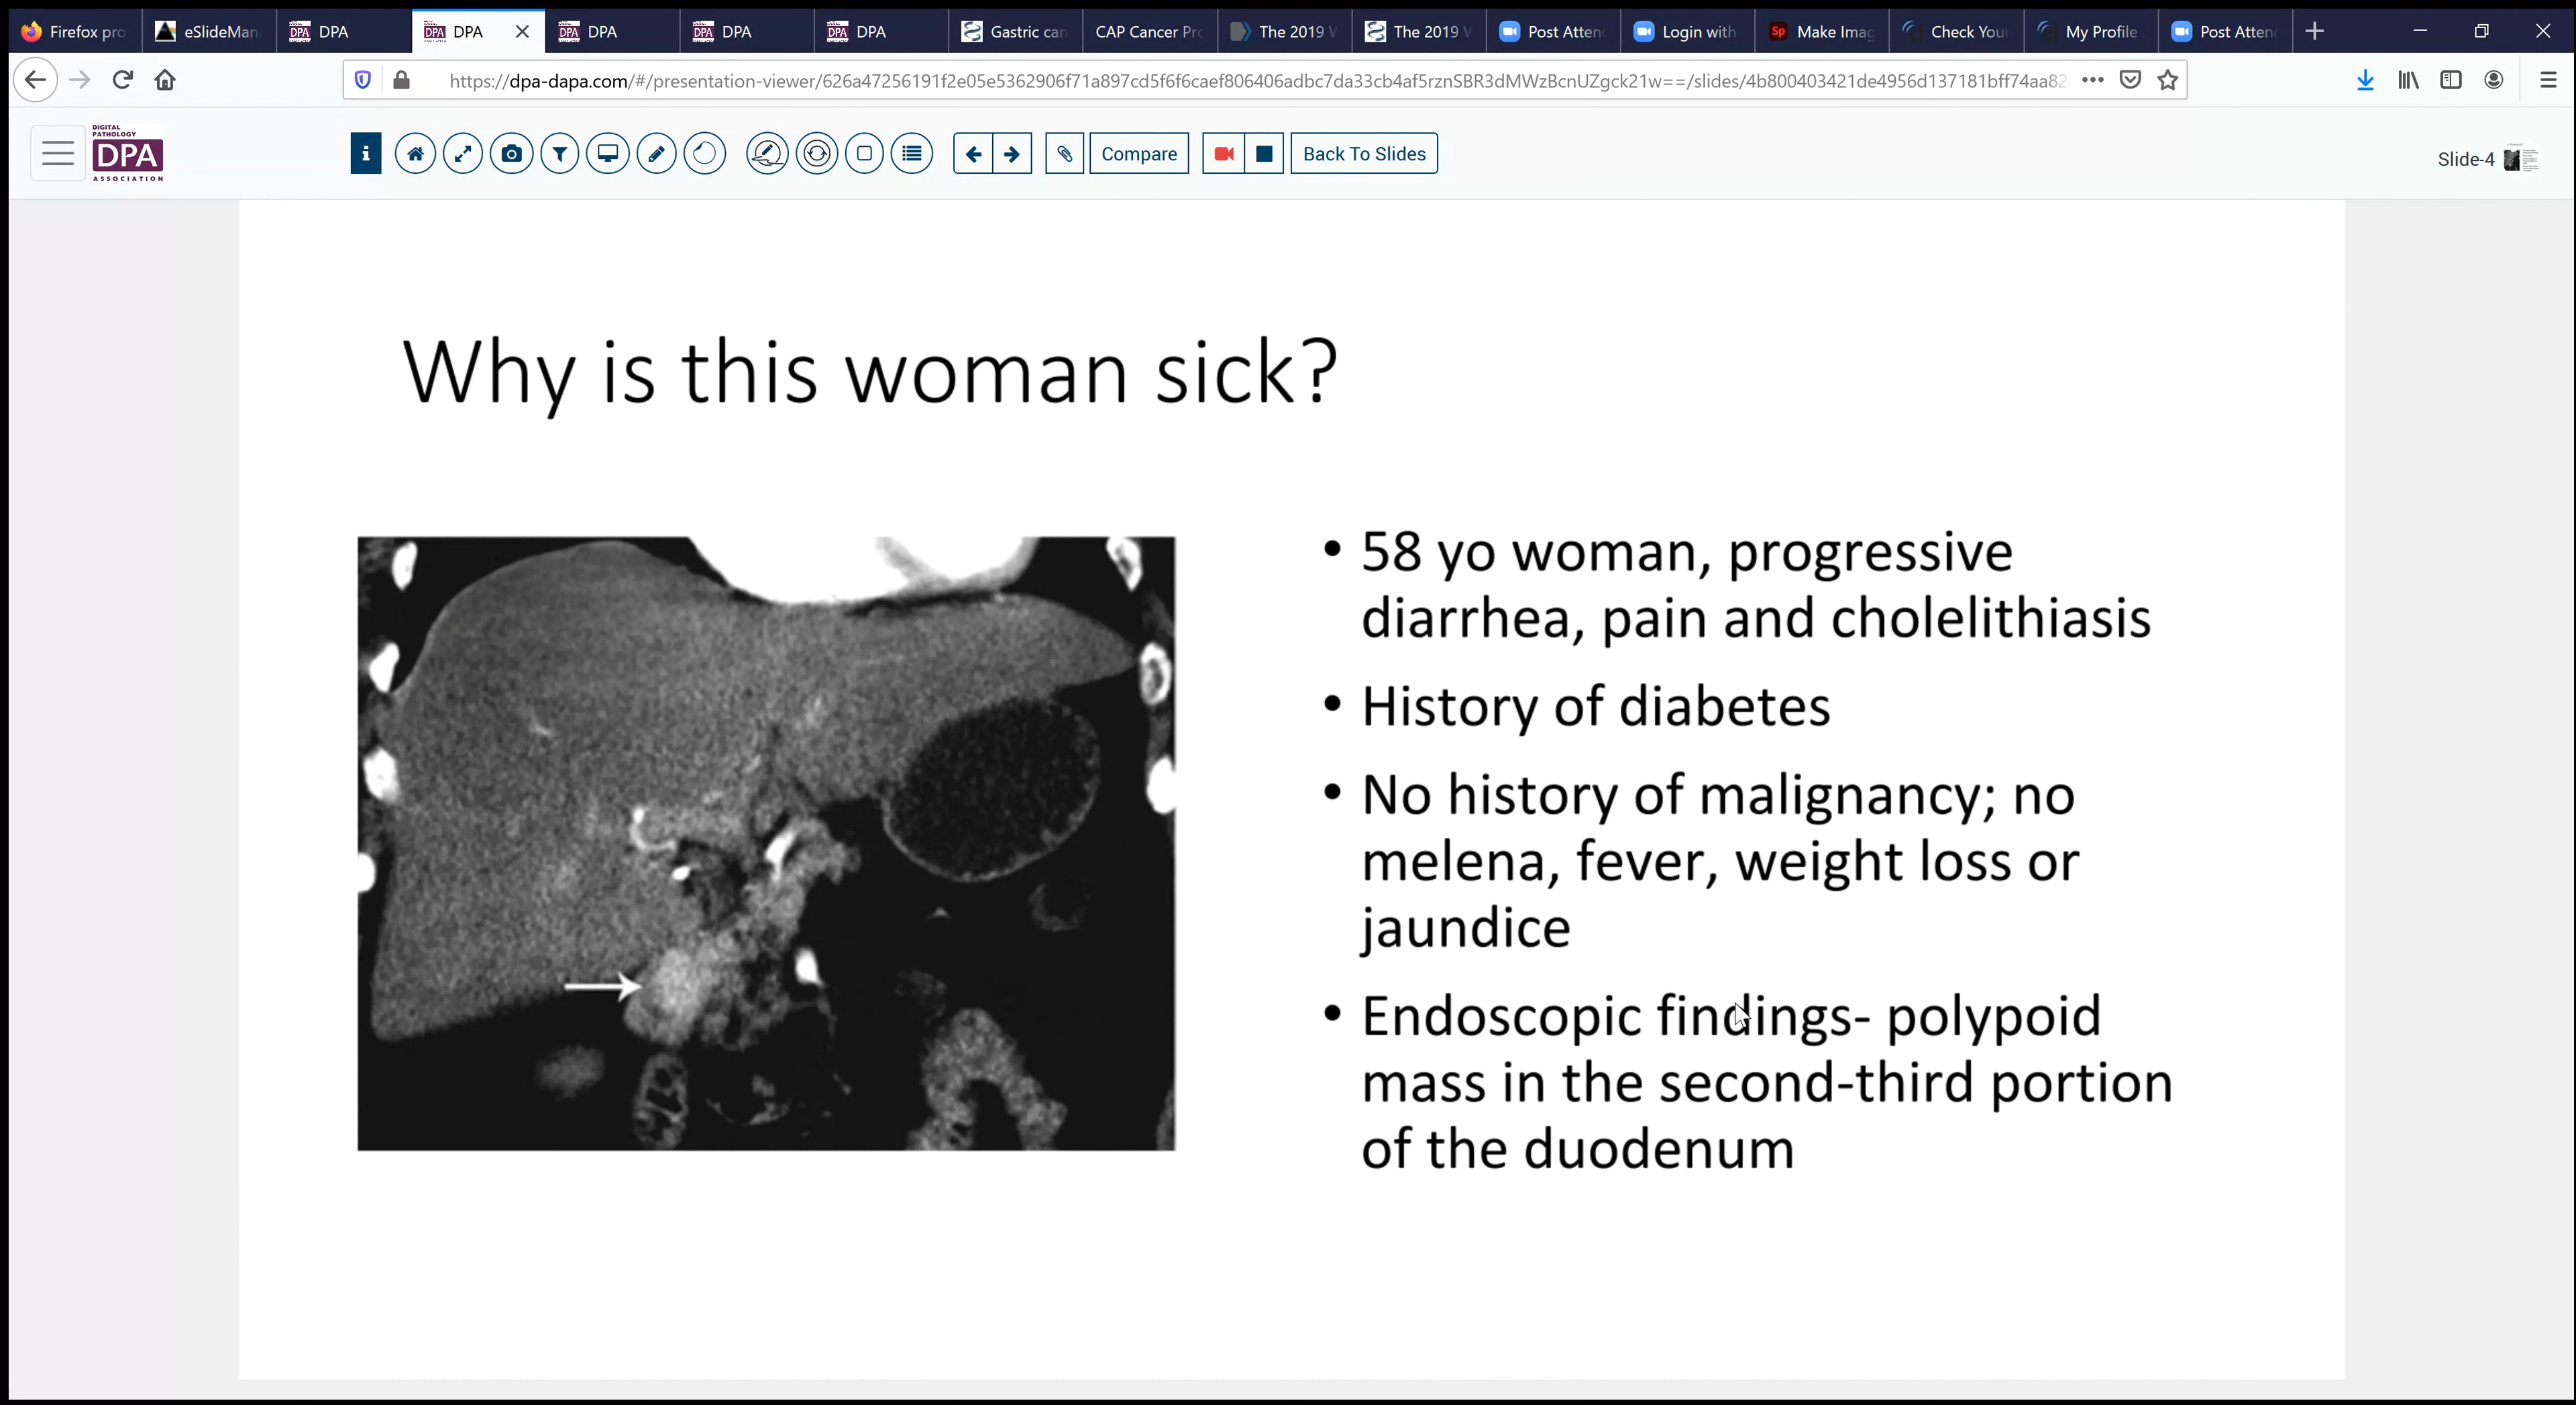 Firefox pro
eSlideMan
DPA
DPA
DPA
DPA
DPA
Gastric can
CAP Cancer Pro
The 2019 W
The 2019 W
Post Atten
Login with
Make Imag
Check Your
My Profile
Post Atten
https://dpa-dapa.com/#/presentation-viewer/626a47256191f2e05e5362906f71a897cd5f6f6caef806406adbc7da33cb4af5rznSBR3dMWzBcnUZgck21w==/slides/4b800403421de4956d137181bff74aa82
DIGITAL
PATHOLOGY
DPA
ASSOCIATION
i
Compare
Back To Slides
Slide-4
Why is this woman sick?
• 58 yo woman, progressive
diarrhea, pain and cholelithiasis
• History of diabetes
• No history of malignancy; no
melena, fever, weight loss or
jaundice
• Endoscopic findings- polypoid
mass in the second-third portion
of the duodenum